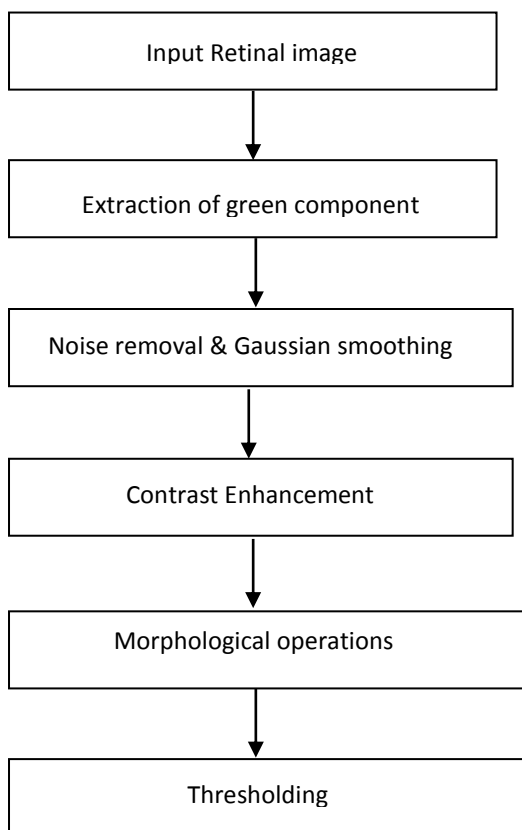 Input Retinal image
Extraction of green component
Noise removal & Gaussian smoothing
Contrast Enhancement
Morphological operations
Thresholding